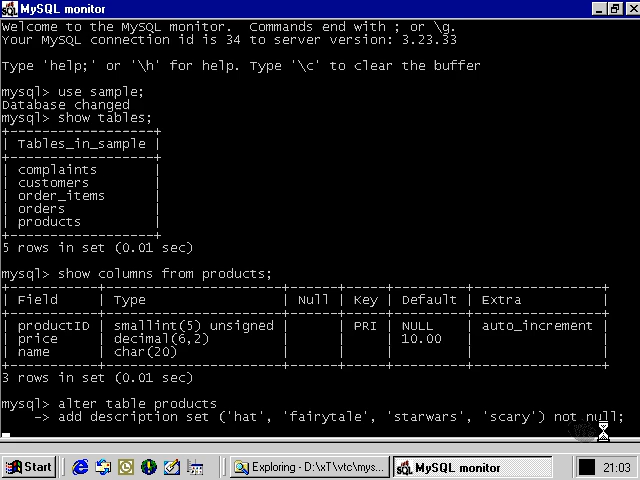 MySQL monitor
Welcome to the MySQL monitor.  Commands end with ; or \g.
Your MySQL connection id is 34 to server version: 3.23.33
Type 'help;' or '\h' for help. Type '\c' to clear the buffer
mysql> use sample;
Database changed
mysql> show tables;
+------------------+
| Tables_in_sample |
+------------------+
| complaints       |
| customers        |
| order_items      |
| orders           |
| products         |
+------------------+
5 rows in set (0.01 sec)
mysql> show columns from products;
+-----------+----------------------+------+-----+---------+----------------+
| Field     | Type                 | Null | Key | Default | Extra          |
+-----------+----------------------+------+-----+---------+----------------+
| productID | smallint(5) unsigned |      | PRI | NULL    | auto_increment |
| price     | decimal(6,2)         |      |     | 10.00   |                |
| name      | char(20)             |      |     |         |                |
+-----------+----------------------+------+-----+---------+----------------+
3 rows in set (0.01 sec)
mysql> alter table products
    -> add description set ('hat', 'fairytale', 'starwars', 'scary') not null;
Start
Exploring - D:\xT\vtc\mys...
MySQL monitor
21:03